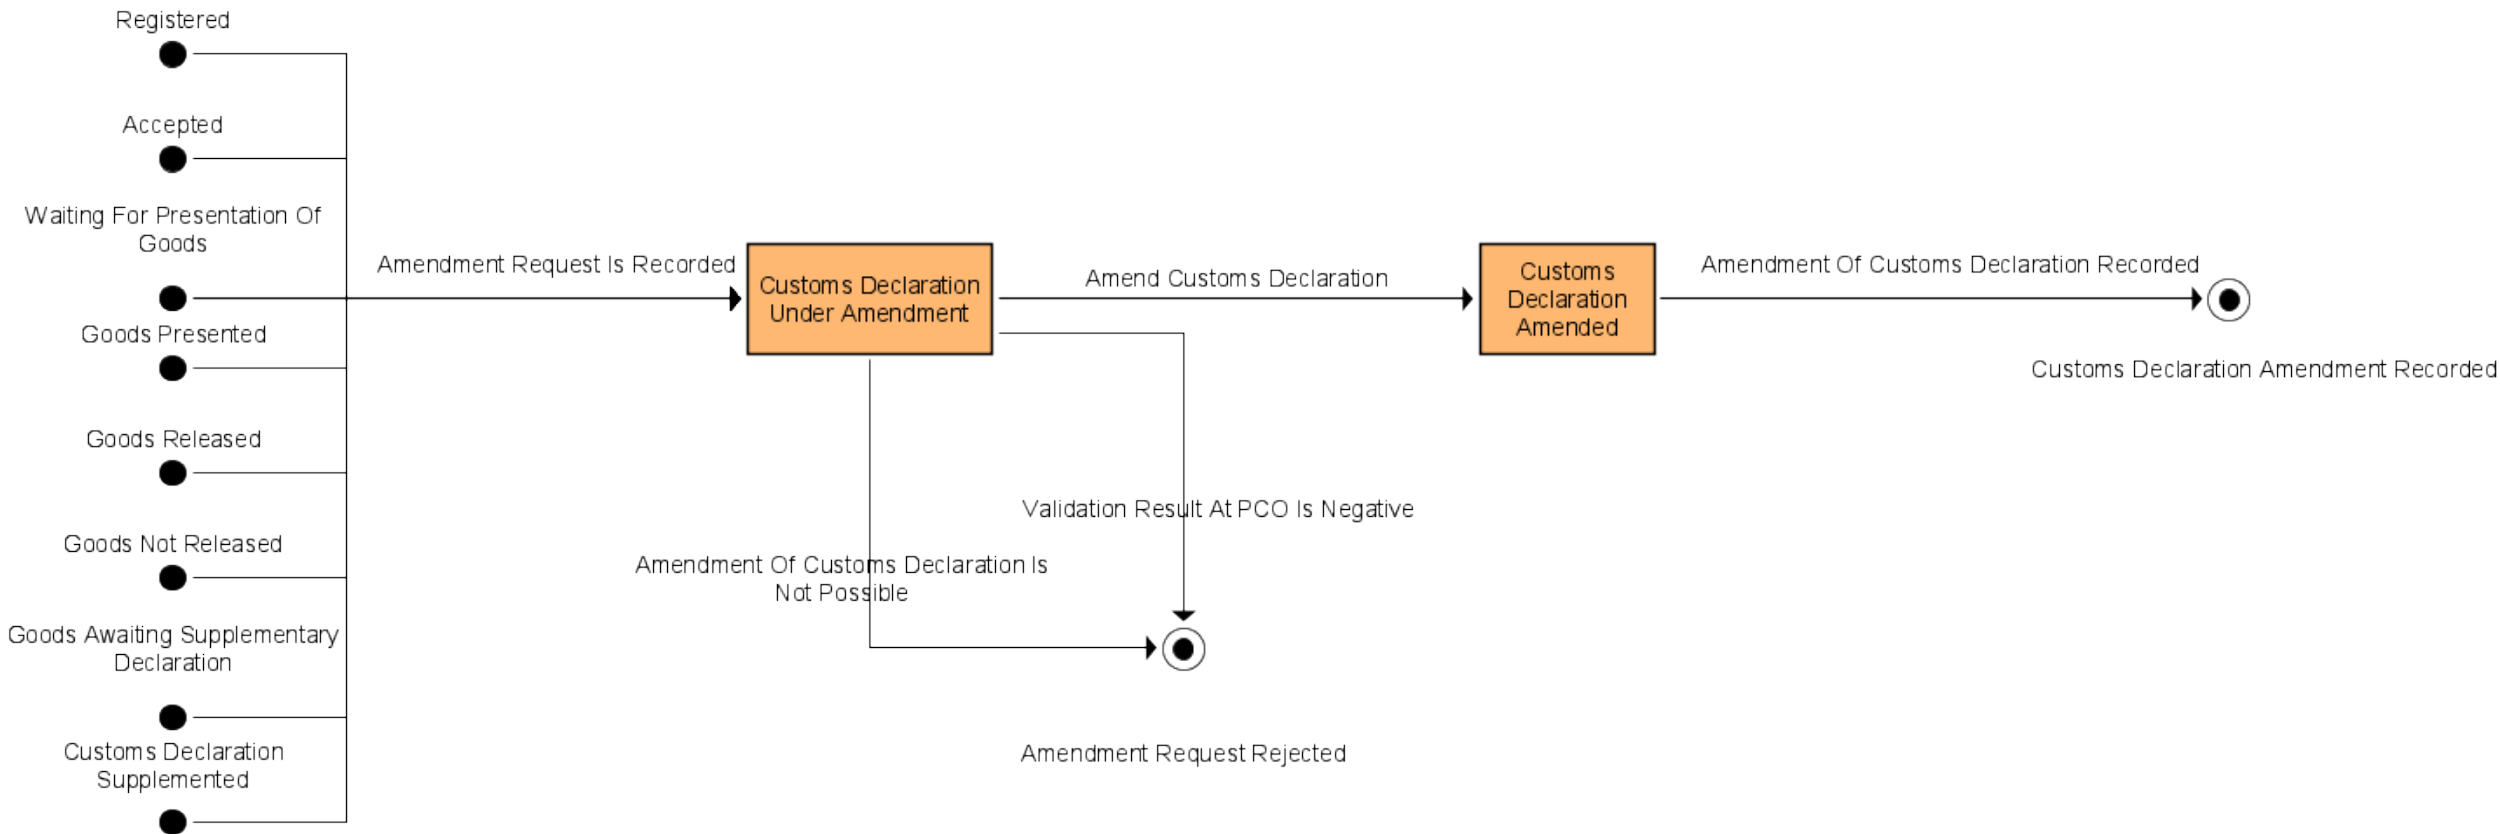 Registered
Accepted
Waiting For Presentation Of
Goods
Goods Presented
Goods Released
Goods Not Released
Goods Awaiting Supplementary
Declaration
Customs Declaration
Supplemented
Amendment Request Is Recorded
Customs Declaration
Under Amendment
Amend Customs Declaration
Customs
Declaration
Amended
Amendment Of Customs Declaration Recorded
Customs Declaration Amendment Recorded
Validation Result At PCO Is Negative
Amendment Of Customs Declaration Is
Not Possible
Amendment Request Rejected